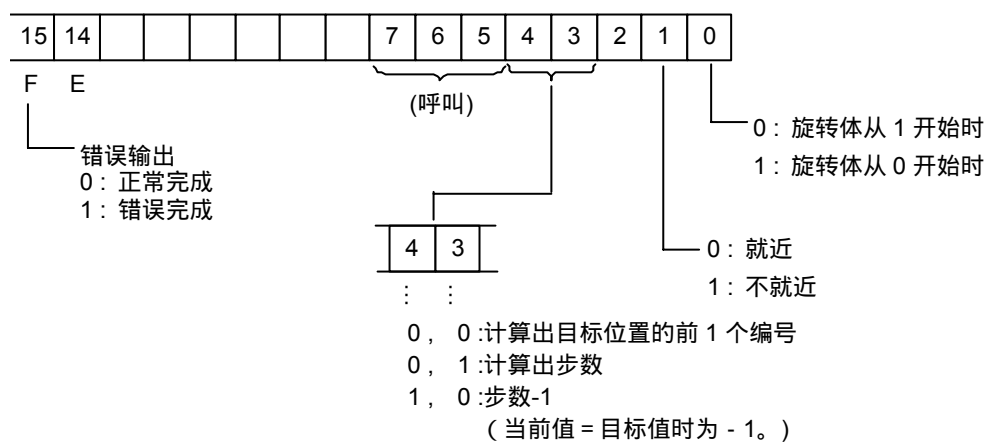 15 14 7 6 5 4 3 2 1 0
F E
(呼叫)
0 : 旋转体从 1 开始时
1 : 旋转体从 0 开始时
错误输出
0 : 正常完成
1 : 错误完成
4 3
0 : 就近
1 : 不就近
⋮ ⋮
0 , 0 :计算出目标位置的前 1 个编号
0 , 1 :计算出步数
1 , 0 :步数-1
(当前值 = 目标值时为 - 1。)